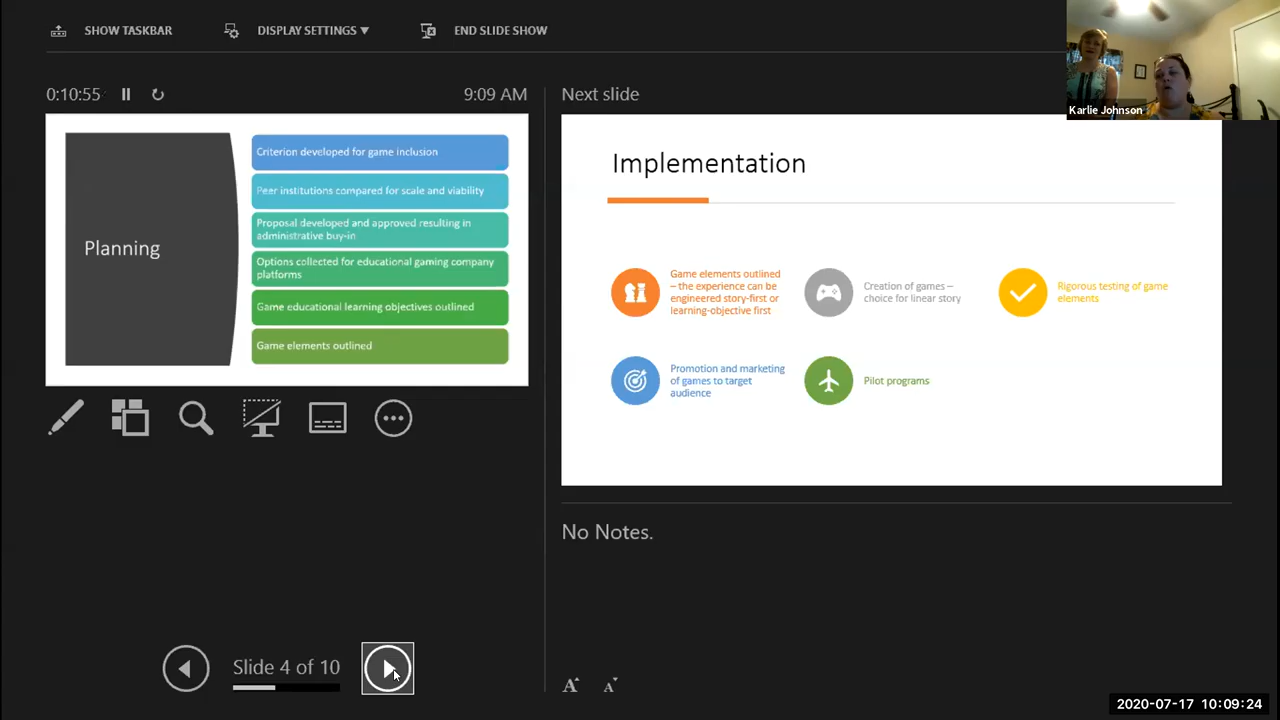 SHOW TASKBAR
DISPLAY SETTINGS ▼
END SLIDE SHOW
Karlie Johnson
0:10:55
9:09 AM
Next slide
Planning
Criterion developed for game inclusion
Peer institutions compared for scale and viability
Proposal developed and approved resulting in
administrative buy-in
Options collected for educational gaming company
platforms
Game educational learning objectives outlined
Game elements outlined
Implementation
Game elements outlined
– the experience can be
engineered story-first or
learning-objective first
Creation of games –
choice for linear story
Rigorous testing of game
elements
Promotion and marketing
of games to target
audience
Pilot programs
No Notes.
Slide 4 of 10
A A
2020-07-17 10:09:24